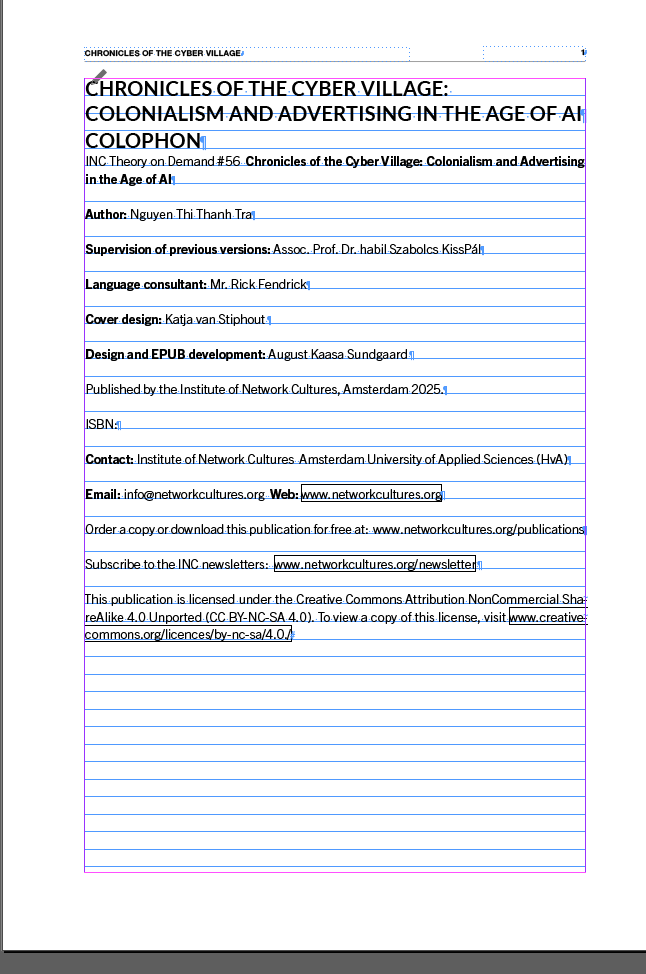 CHRONICLES OF THE CYBER VILLAGE
1
CHRONICLES OF THE CYBER VILLAGE:
COLONIALISM AND ADVERTISING IN THE AGE OF AI
COLOPHON
INC Theory on Demand #56 Chronicles of the Cyber Village: Colonialism and Advertising
in the Age of AI
Author: Nguyen Thi Thanh Tra
Supervision of previous versions: Assoc. Prof. Dr. habil Szabolcs KissPál
Language consultant: Mr. Rick Fendrick
Cover design: Katja van Stiphout
Design and EPUB development: August Kaasa Sundgaard
Published by the Institute of Network Cultures, Amsterdam 2025.
ISBN:
Contact: Institute of Network Cultures Amsterdam University of Applied Sciences (HvA)
Email: info@networkcultures.org Web: www.networkcultures.org
Order a copy or download this publication for free at: www.networkcultures.org/publications
Subscribe to the INC newsletters: www.networkcultures.org/newsletter
This publication is licensed under the Creative Commons Attribution NonCommercial Sha-
reAlike 4.0 Unported (CC BY-NC-SA 4.0). To view a copy of this license, visit www.creative-
commons.org/licences/by-nc-sa/4.0./